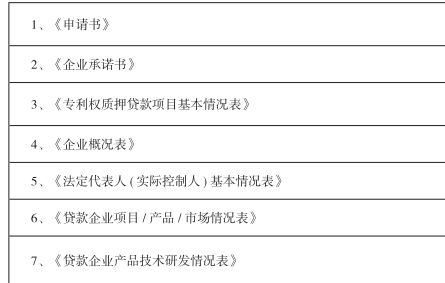 1、《申请书》
2、《企业承诺书》
3、《专利权质押贷款项目基本情况表》
4、《企业概况表》
5、《法定代表人 ( 实际控制人 ) 基本情况表》
6、《贷款企业项目 / 产品 / 市场情况表》
7、《贷款企业产品技术研发情况表》